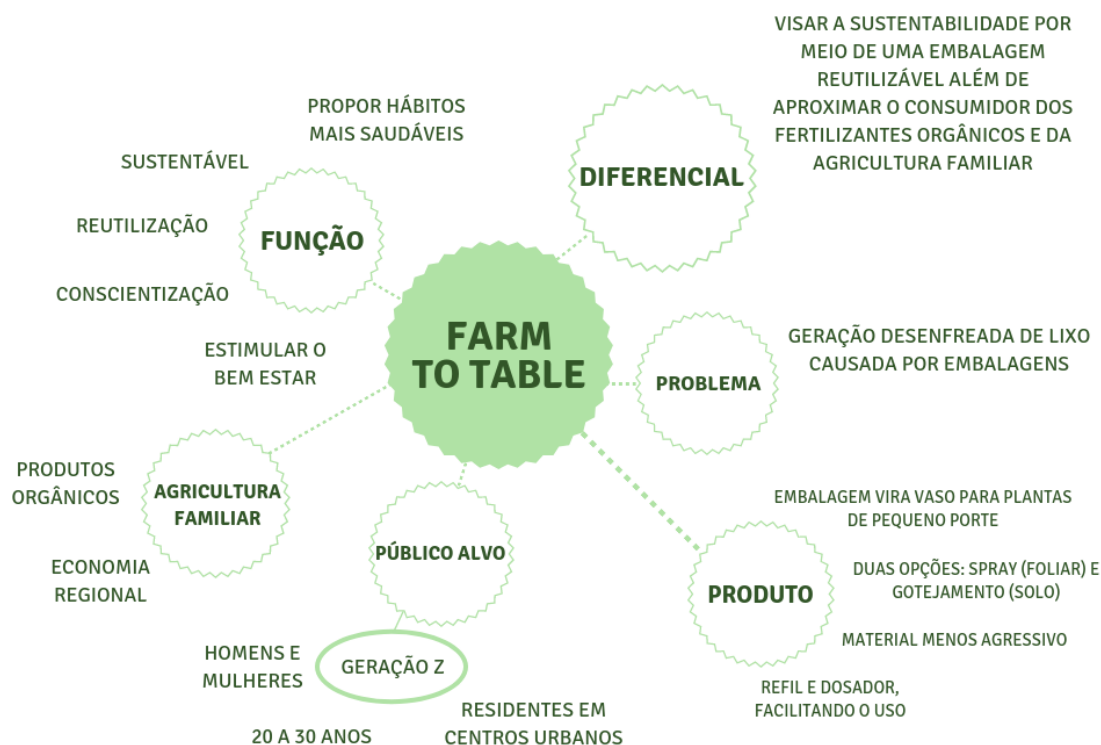 VISAR A SUSTENTABILIDADE POR
MEIO DE UMA EMBALAGEM
REUTILIZÁVEL ALÉM DE
APROXIMAR O CONSUMIDOR DOS
FERTILIZANTES ORGÂNICOS E DA
AGRICULTURA FAMILIAR
DIFERENCIAL
PROPOR HÁBITOS
MAIS SAUDÁVEIS
SUSTENTÁVEL
REUTILIZAÇÃO
FUNÇÃO
CONSCIENTIZAÇÃO
ESTIMULAR O
BEM ESTAR
FARM
TO TABLE
GERAÇÃO DESENFREADA DE LIXO
CAUSADA POR EMBALAGENS
PROBLEMA
PRODUTOS
ORGÂNICOS
AGRICULTURA
FAMILIAR
ECONOMIA
REGIONAL
PÚBLICO ALVO
HOMENS E
MULHERES
GERAÇÃO Z
20 A 30 ANOS
RESIDENTES EM
CENTROS URBANOS
EMBALAGEM VIRA VASO PARA PLANTAS
DE PEQUENO PORTE
PRODUTO
DUAS OPÇÕES: SPRAY (FOLIAR) E
GOTEJAMENTO (SOLO)
MATERIAL MENOS AGRESSIVO
REFIL E DOSADOR,
FACILITANDO O USO